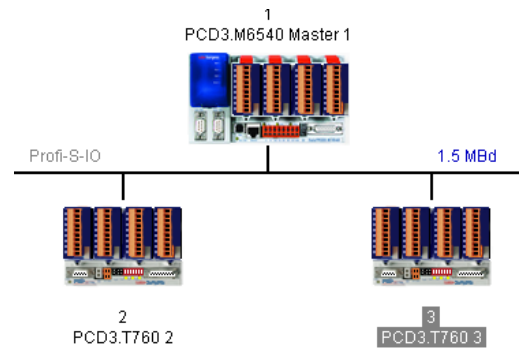 1
PCD3.M6540 Master 1
Profi-S-IO
1.5 MBd
2
PCD3.T760 2
3
PCD3.T760 3